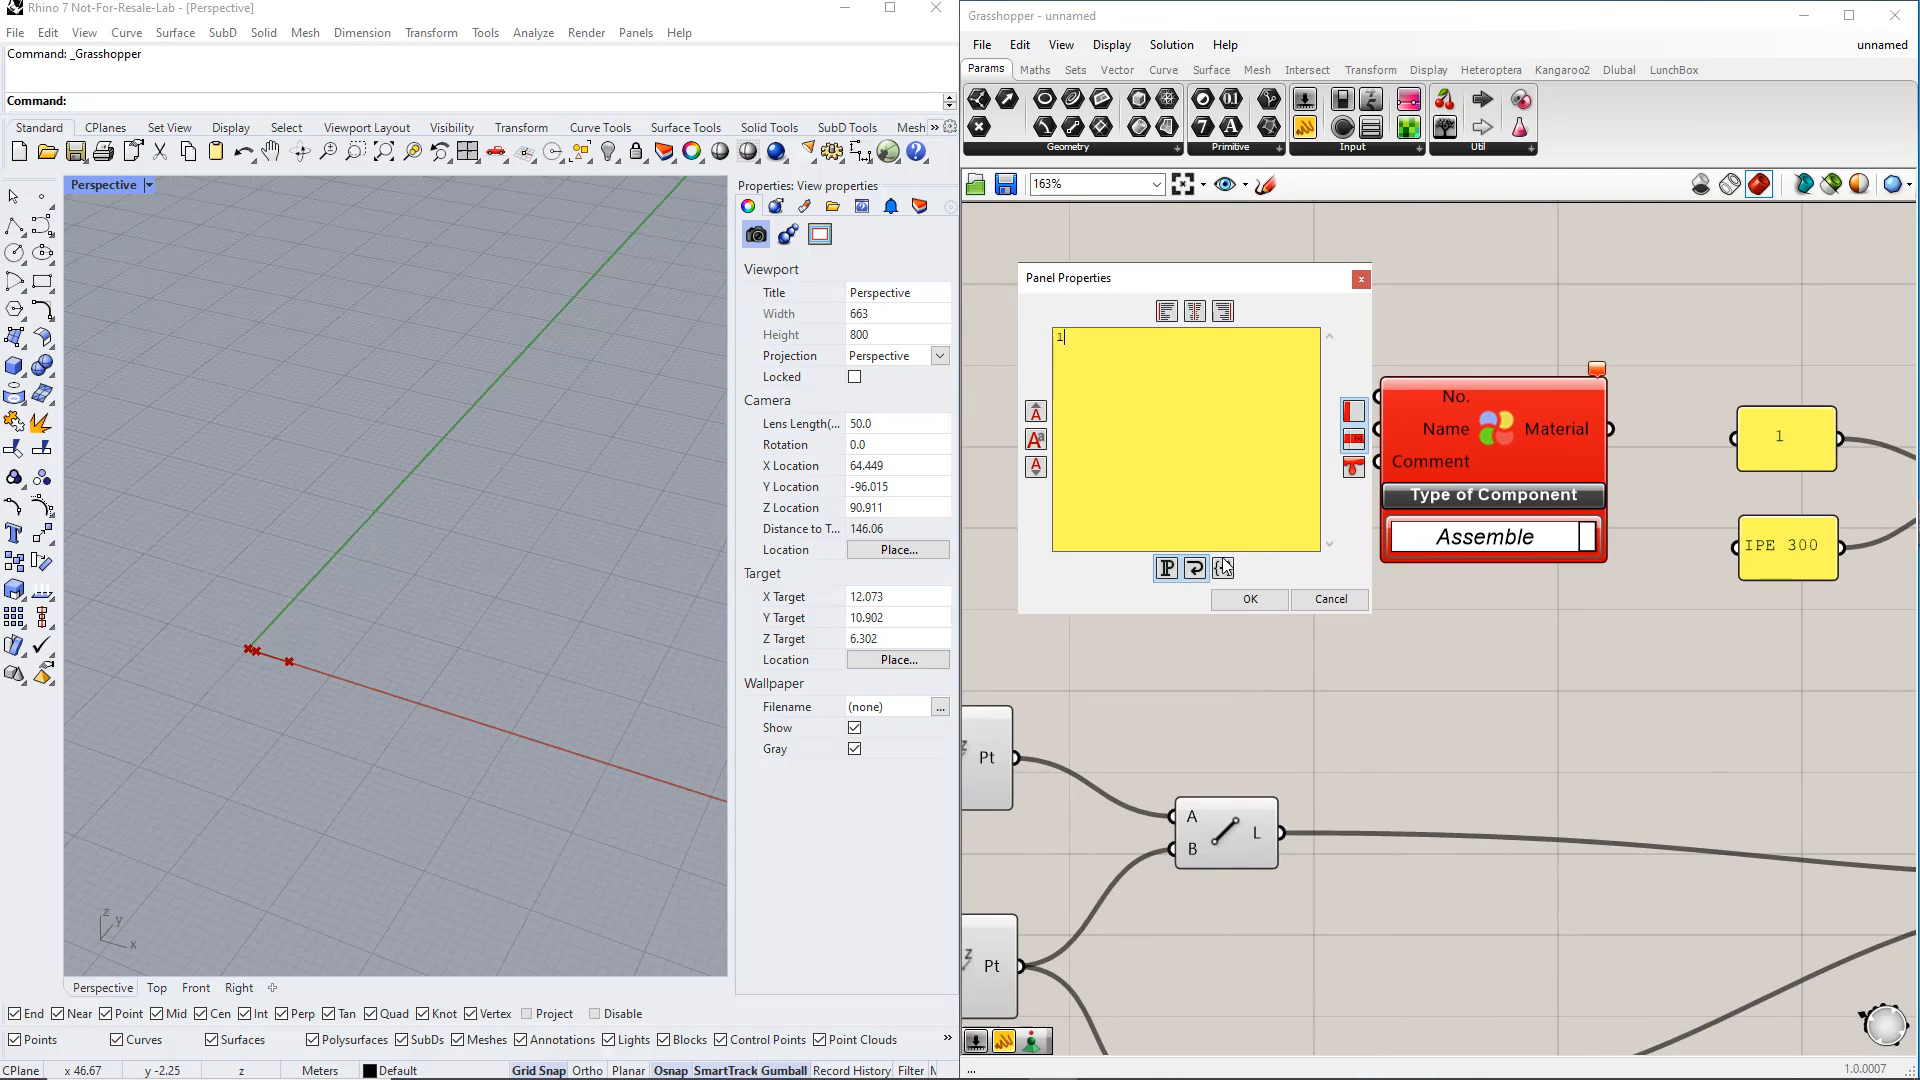 Rhino 7 Not-For-Resale-Lab - [Perspective]
File Edit View Curve Surface SubD Solid Mesh Dimension Transform Tools Analyze Render Panels Help
Command: _Grasshopper
Command:
Standard CPlanes Set View Display Select Viewport Layout Visibility Transform Curve Tools Surface Tools Solid Tools SubD Tools Mesh »
Perspective
Properties: View properties
Viewport
Title Perspective
Width 663
Height 800
Projection Perspective
Locked
Camera
Lens Length(... 50.0
Rotation 0.0
X Location 64.449
Y Location -96.015
Z Location 90.911
Distance to T... 146.06
Location Place...
Target
X Target 12.073
Y Target 10.902
Z Target 6.302
Location Place...
Wallpaper
Filename (none) ...
Show
Gray
z
y
x
Perspective Top Front Right
End Near Point Mid Cen Int Perp Tan Quad Knot Vertex Project Disable
Points Curves Surfaces Polysurfaces SubDs Meshes Annotations Lights Blocks Control Points Point Clouds »
CPlane x 46.67 y -2.25 z Meters Default Grid Snap Ortho Planar Osnap SmartTrack Gumball Record History Filter
Grasshopper - unnamed
File Edit View Display Solution Help unnamed
Params Maths Sets Vector Curve Surface Mesh Intersect Transform Display Heteroptera Kangaroo2 Dlubal LunchBox
Geometry Primitive Input Util
163%
Panel Properties
1
OK Cancel
No.
Name Material
Comment
Type of Component
Assemble
1
IPE 300
Pt
A
B
L
Pt
...
1.0.0007